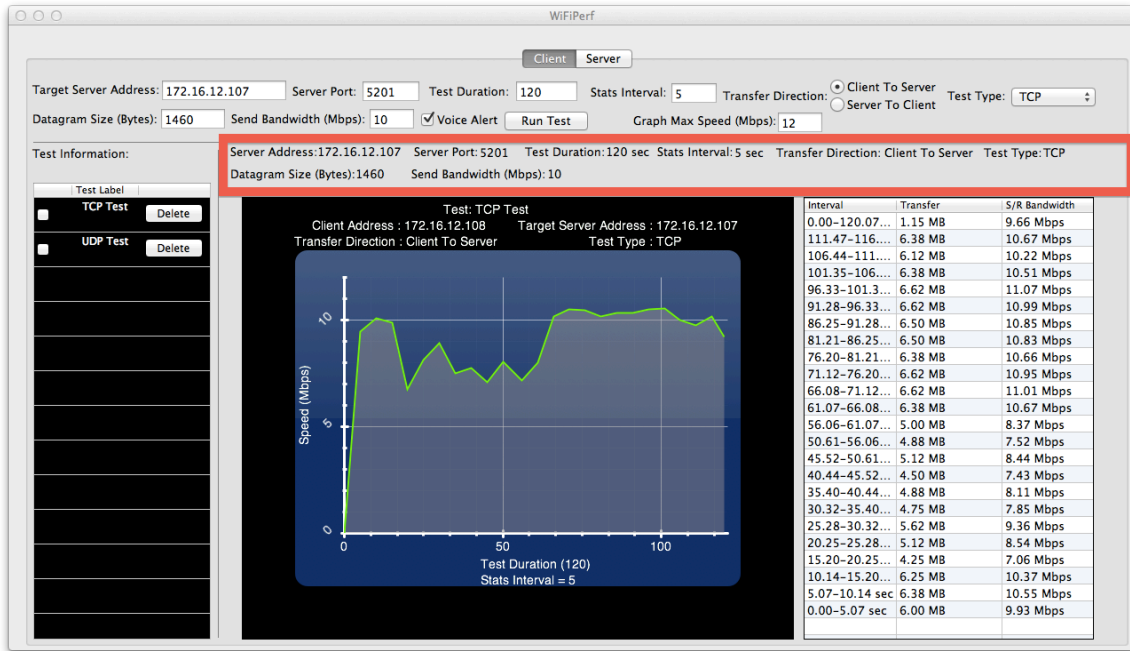 WiFiPerf
Client Server
Target Server Address: 172.16.12.107 Server Port: 5201 Test Duration: 120 Stats Interval: 5 Transfer Direction: Client To Server Server To Client Test Type: TCP
Datagram Size (Bytes): 1460 Send Bandwidth (Mbps): 10 Voice Alert Run Test Graph Max Speed (Mbps): 12
Test Information:
Server Address:172.16.12.107 Server Port: 5201 Test Duration:120 sec Stats Interval: 5 sec Transfer Direction: Client To Server Test Type:TCP
Datagram Size (Bytes):1460 Send Bandwidth (Mbps): 10
Test Label
TCP Test Delete
UDP Test Delete
Test: TCP Test
Client Address : 172.16.12.108 Target Server Address : 172.16.12.107
Transfer Direction : Client To Server Test Type : TCP
Speed (Mbps)
10
5
0
0 50 100
Test Duration (120)
Stats Interval = 5
Interval Transfer S/R Bandwidth
0.00-120.07... 1.15 MB 9.66 Mbps
111.47-116.... 6.38 MB 10.67 Mbps
106.44-111.... 6.12 MB 10.22 Mbps
101.35-106.... 6.38 MB 10.51 Mbps
96.33-101.3... 6.62 MB 11.07 Mbps
91.28-96.33... 6.62 MB 10.99 Mbps
86.25-91.28... 6.50 MB 10.85 Mbps
81.21-86.25... 6.50 MB 10.83 Mbps
76.20-81.21... 6.38 MB 10.66 Mbps
71.12-76.20... 6.62 MB 10.95 Mbps
66.08-71.12... 6.62 MB 11.01 Mbps
61.07-66.08... 6.38 MB 10.67 Mbps
56.06-61.07... 5.00 MB 8.37 Mbps
50.61-56.06... 4.88 MB 7.52 Mbps
45.52-50.61... 5.12 MB 8.44 Mbps
40.44-45.52... 4.50 MB 7.43 Mbps
35.40-40.44... 4.88 MB 8.11 Mbps
30.32-35.40... 4.75 MB 7.85 Mbps
25.28-30.32... 5.62 MB 9.36 Mbps
20.25-25.28... 5.12 MB 8.54 Mbps
15.20-20.25... 4.25 MB 7.06 Mbps
10.14-15.20... 6.25 MB 10.37 Mbps
5.07-10.14 sec 6.38 MB 10.55 Mbps
0.00-5.07 sec 6.00 MB 9.93 Mbps